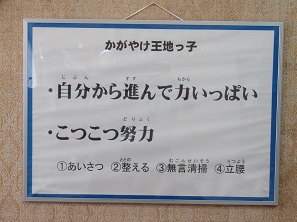 かがやけ王地っ子
・自分から進んで力いっぱい
・こつこつ努力
①あいさつ ②整える ③無言清掃 ④立腰